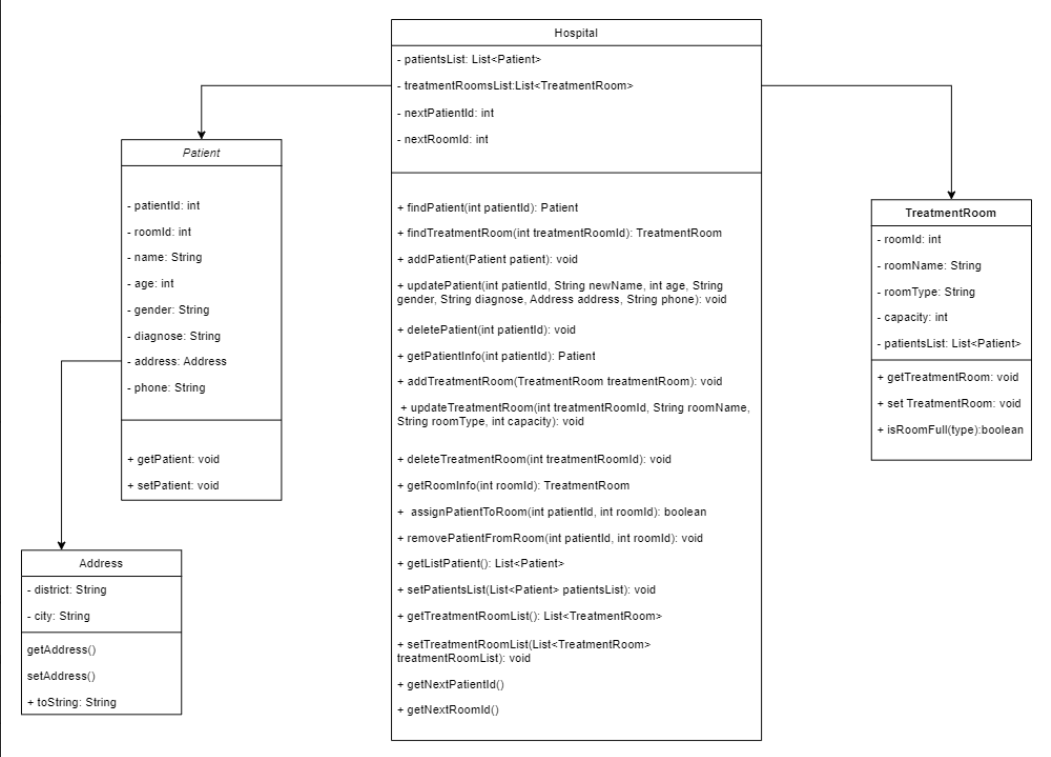 Hospital
- patientsList: List<Patient>
- treatmentRoomsList:List<TreatmentRoom>
- nextPatientId: int
- nextRoomId: int
+ findPatient(int patientId): Patient
+ findTreatmentRoom(int treatmentRoomId): TreatmentRoom
+ addPatient(Patient patient): void
+ updatePatient(int patientId, String newName, int age, String
gender, String diagnose, Address address, String phone): void
+ deletePatient(int patientId): void
+ getPatientInfo(int patientId): Patient
+ addTreatmentRoom(TreatmentRoom treatmentRoom): void
+ updateTreatmentRoom(int treatmentRoomId, String roomName,
String roomType, int capacity): void
+ deleteTreatmentRoom(int treatmentRoomId): void
+ getRoomInfo(int roomId): TreatmentRoom
+ assignPatientToRoom(int patientId, int roomId): boolean
+ removePatientFromRoom(int patientId, int roomId): void
+ getListPatient(): List<Patient>
+ setPatientsList(List<Patient> patientsList): void
+ getTreatmentRoomList(): List<TreatmentRoom>
+ setTreatmentRoomList(List<TreatmentRoom>
treatmentRoomList): void
+ getNextPatientId()
+ getNextRoomId()
Patient
- patientId: int
- roomId: int
- name: String
- age: int
- gender: String
- diagnose: String
- address: Address
- phone: String
+ getPatient: void
+ setPatient: void
TreatmentRoom
- roomId: int
- roomName: String
- roomType: String
- capacity: int
- patientsList: List<Patient>
+ getTreatmentRoom: void
+ set TreatmentRoom: void
+ isRoomFull(type):boolean
Address
- district: String
- city: String
getAddress()
setAddress()
+ toString: String